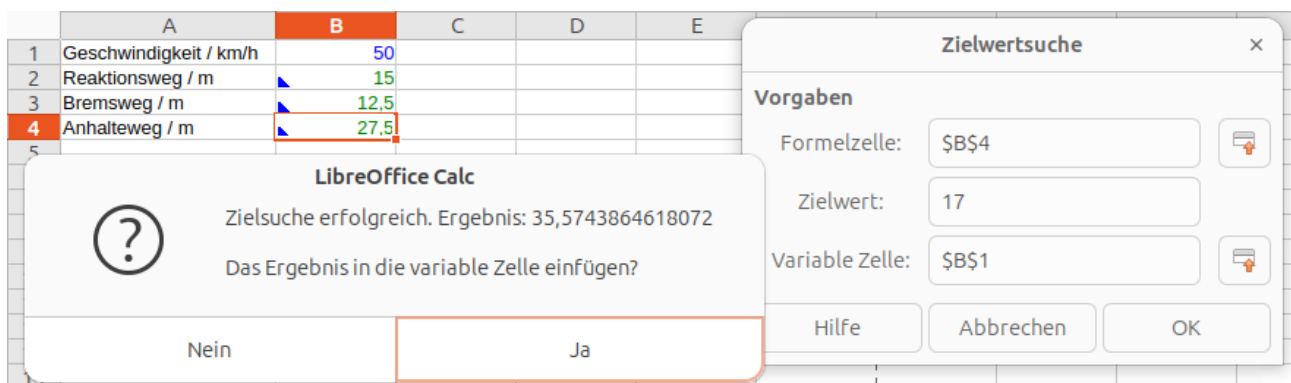 A B C D E
1 Geschwindigkeit / km/h 50
2 Reaktionsweg / m 15
3 Bremsweg / m 12,5
4 Anhalteweg / m 27,5
5
LibreOffice Calc
Zielsuche erfolgreich. Ergebnis: 35,5743864618072
Das Ergebnis in die variable Zelle einfügen?
Nein Ja
Zielwertsuche ×
Vorgaben
Formelzelle: $B$4
Zielwert: 17
Variable Zelle: $B$1
Hilfe Abbrechen OK